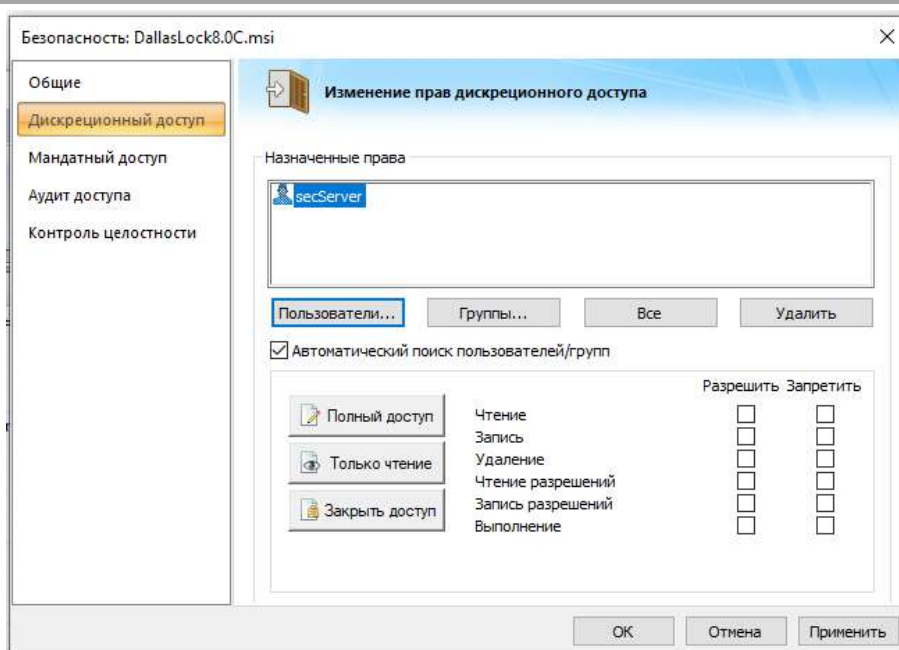 Безопасность: DallasLock8.0C.msi
Общие
Дискреционный доступ
Мандатный доступ
Аудит доступа
Контроль целостности
Изменение прав дискреционного доступа
Назначенные права
secServer
Пользователи... Группы... Все Удалить
Автоматический поиск пользователей/групп
Разрешить Запретить
Полный доступ
Только чтение
Закрыть доступ
Чтение
Запись
Удаление
Чтение разрешений
Запись разрешений
Выполнение
ОК Отмена Применить